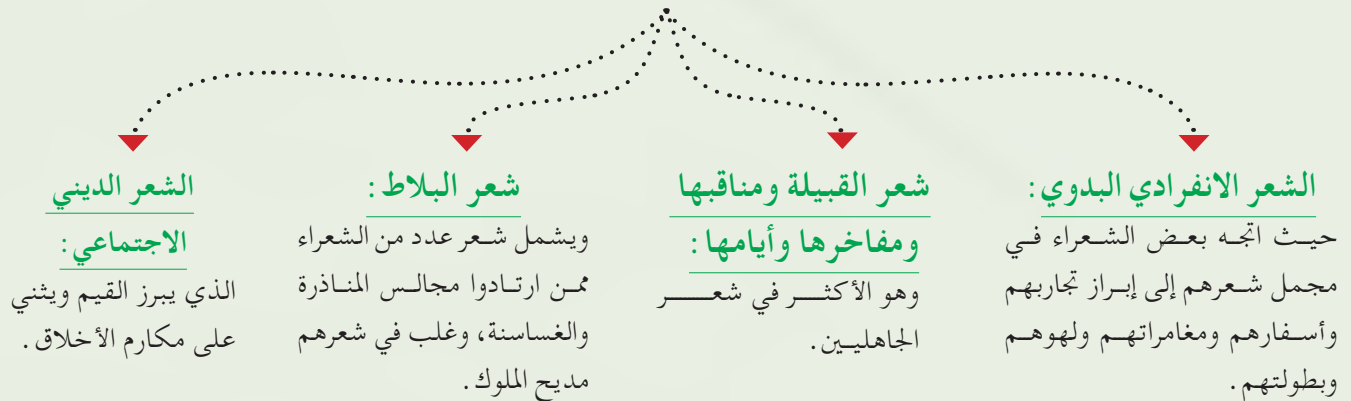 الشعر الانفرادي البدوي:
حيث اتجه بعض الشعراء في
مجمل شعرهم إلى إبراز تجاربهم
وأسفارهم ومغامراتهم ولهوهم
وبطولتهم.
شعر القبيلة ومناقبها
ومفاخرها وأيامها:
وهو الأكثر في شعر
الجاهليين.
شعر البلاط:
ويشمل شعر عدد من الشعراء
ممن ارتادوا مجالس المناذرة
والغساسنة، وغلب في شعرهم
مديح الملوك.
الشعر الديني
الاجتماعي:
الذي يبرز القيم ويثني
على مكارم الأخلاق.